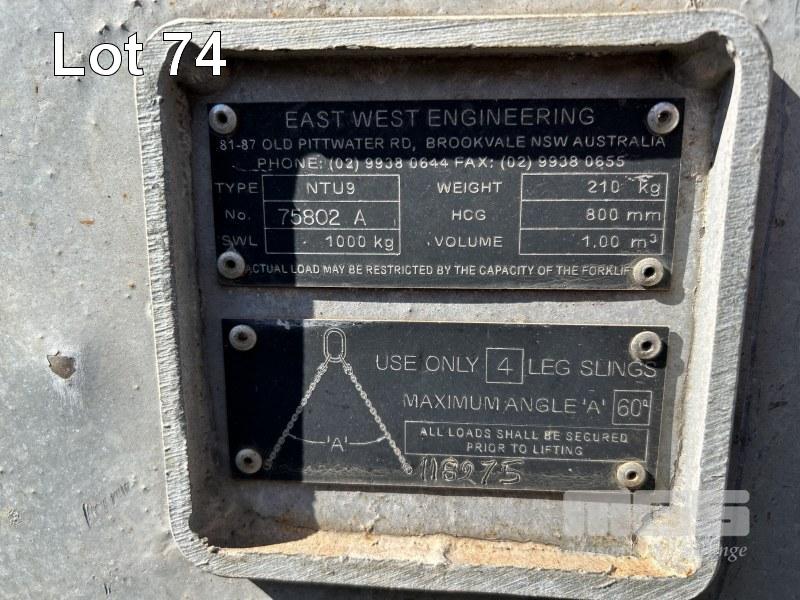 Lot 74
EAST WEST ENGINEERING
81-87 OLD PITTWATER RD, BROOKVALE NSW AUSTRALIA
PHONE: (02) 9938 0644 FAX: (02) 9938 0655
TYPE NTU9 WEIGHT 210 kg
No. 75802 A HCG 800 mm
SWL 1000 kg VOLUME 1.00 m³
ACTUAL LOAD MAY BE RESTRICTED BY THE CAPACITY OF THE FORKLIF
USE ONLY 4 LEG SLINGS
MAXIMUM ANGLE 'A' 60°
'A'
ALL LOADS SHALL BE SECURED
PRIOR TO LIFTING
118275